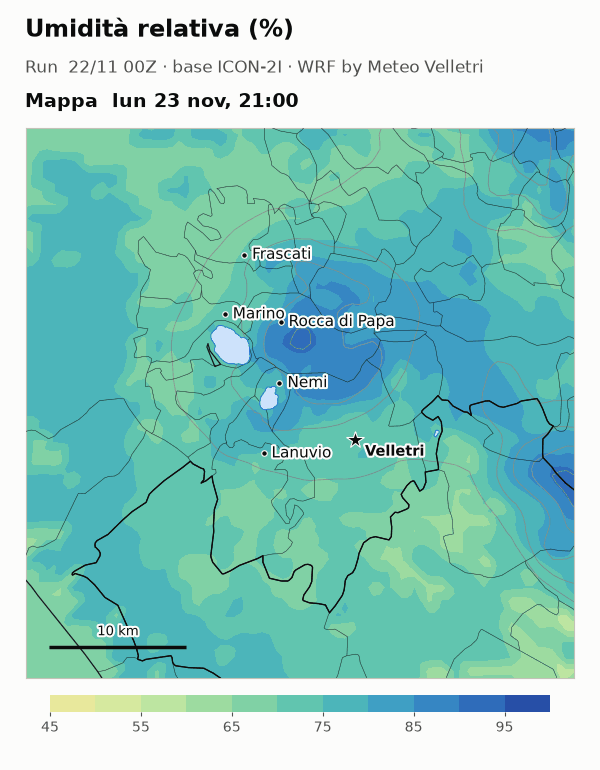 Umidità relativa (%)
Run  22/11 00Z · base ICON-2I · WRF by Meteo Velletri
Mappa  lun 23 nov, 21:00
Frascati
Marino
Rocca di Papa
Nemi
Velletri
Lanuvio
10 km
45 55 65 75 85 95